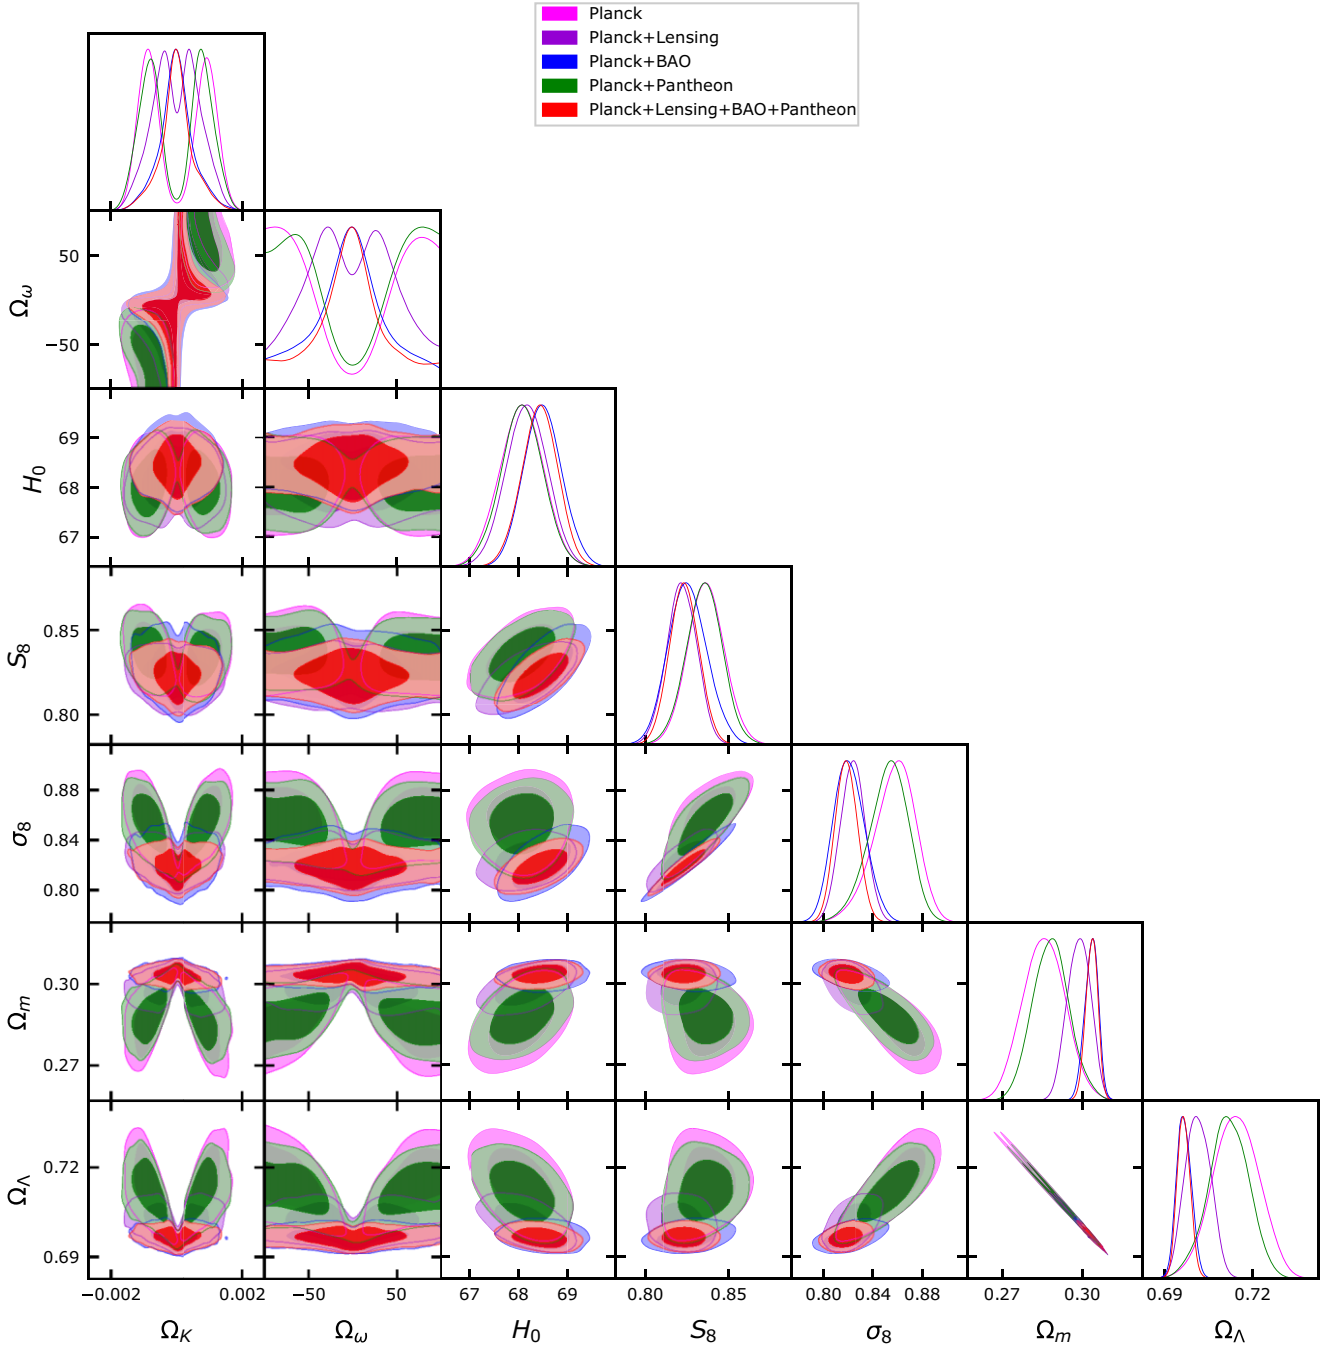 Planck
Planck+Lensing
Planck+BAO
Planck+Pantheon
Planck+Lensing+BAO+Pantheon
50
−50
Ω_ω
69
68
67
H_0
0.85
0.80
S_8
0.88
0.84
0.80
σ_8
0.30
0.27
Ω_m
0.72
0.69
Ω_Λ
−0.002 0.002 −50 50 67 68 69 0.80 0.85 0.80 0.84 0.88 0.27 0.30 0.69 0.72
Ω_K Ω_ω H_0 S_8 σ_8 Ω_m Ω_Λ